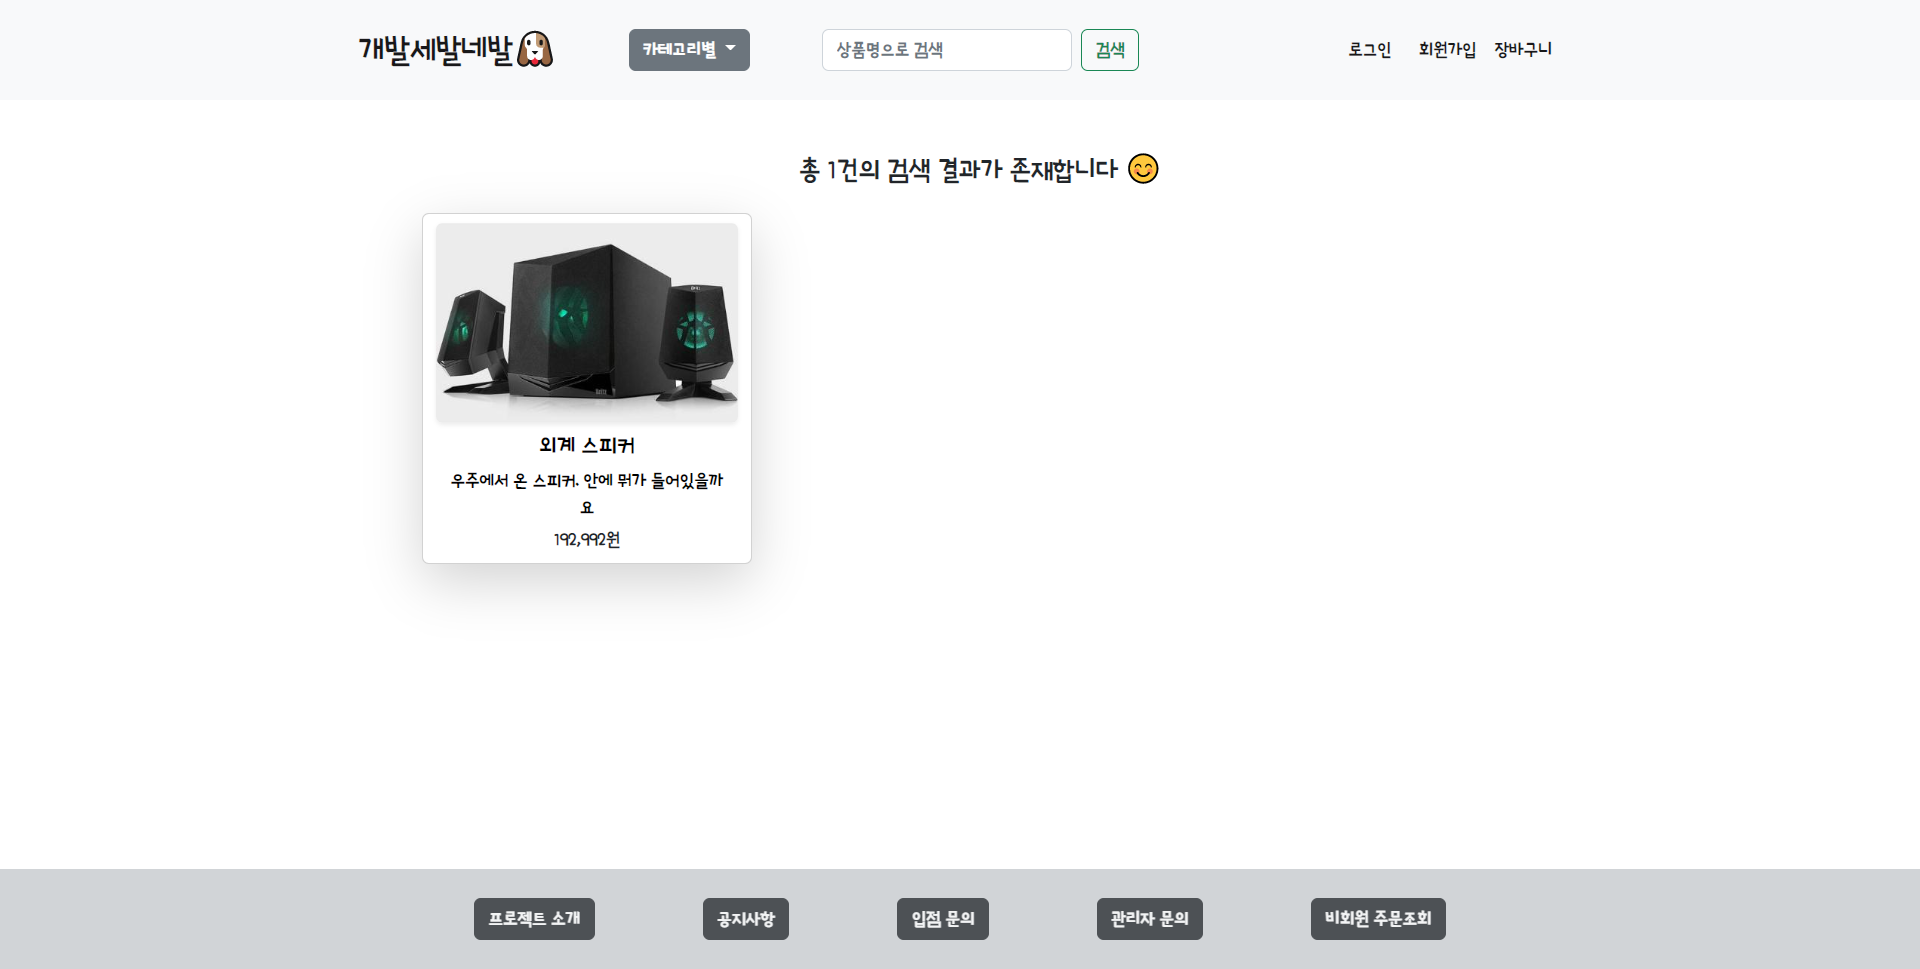 개발세발네발
카테고리별
상품명으로 검색
검색
로그인
회원가입
장바구니
총 1건의 검색 결과가 존재합니다 😊
외계 스피커
우주에서 온 스피커. 안에 뭐가 들어있을까
요
192,992원
프로젝트 소개
공지사항
입점 문의
관리자 문의
비회원 주문조회